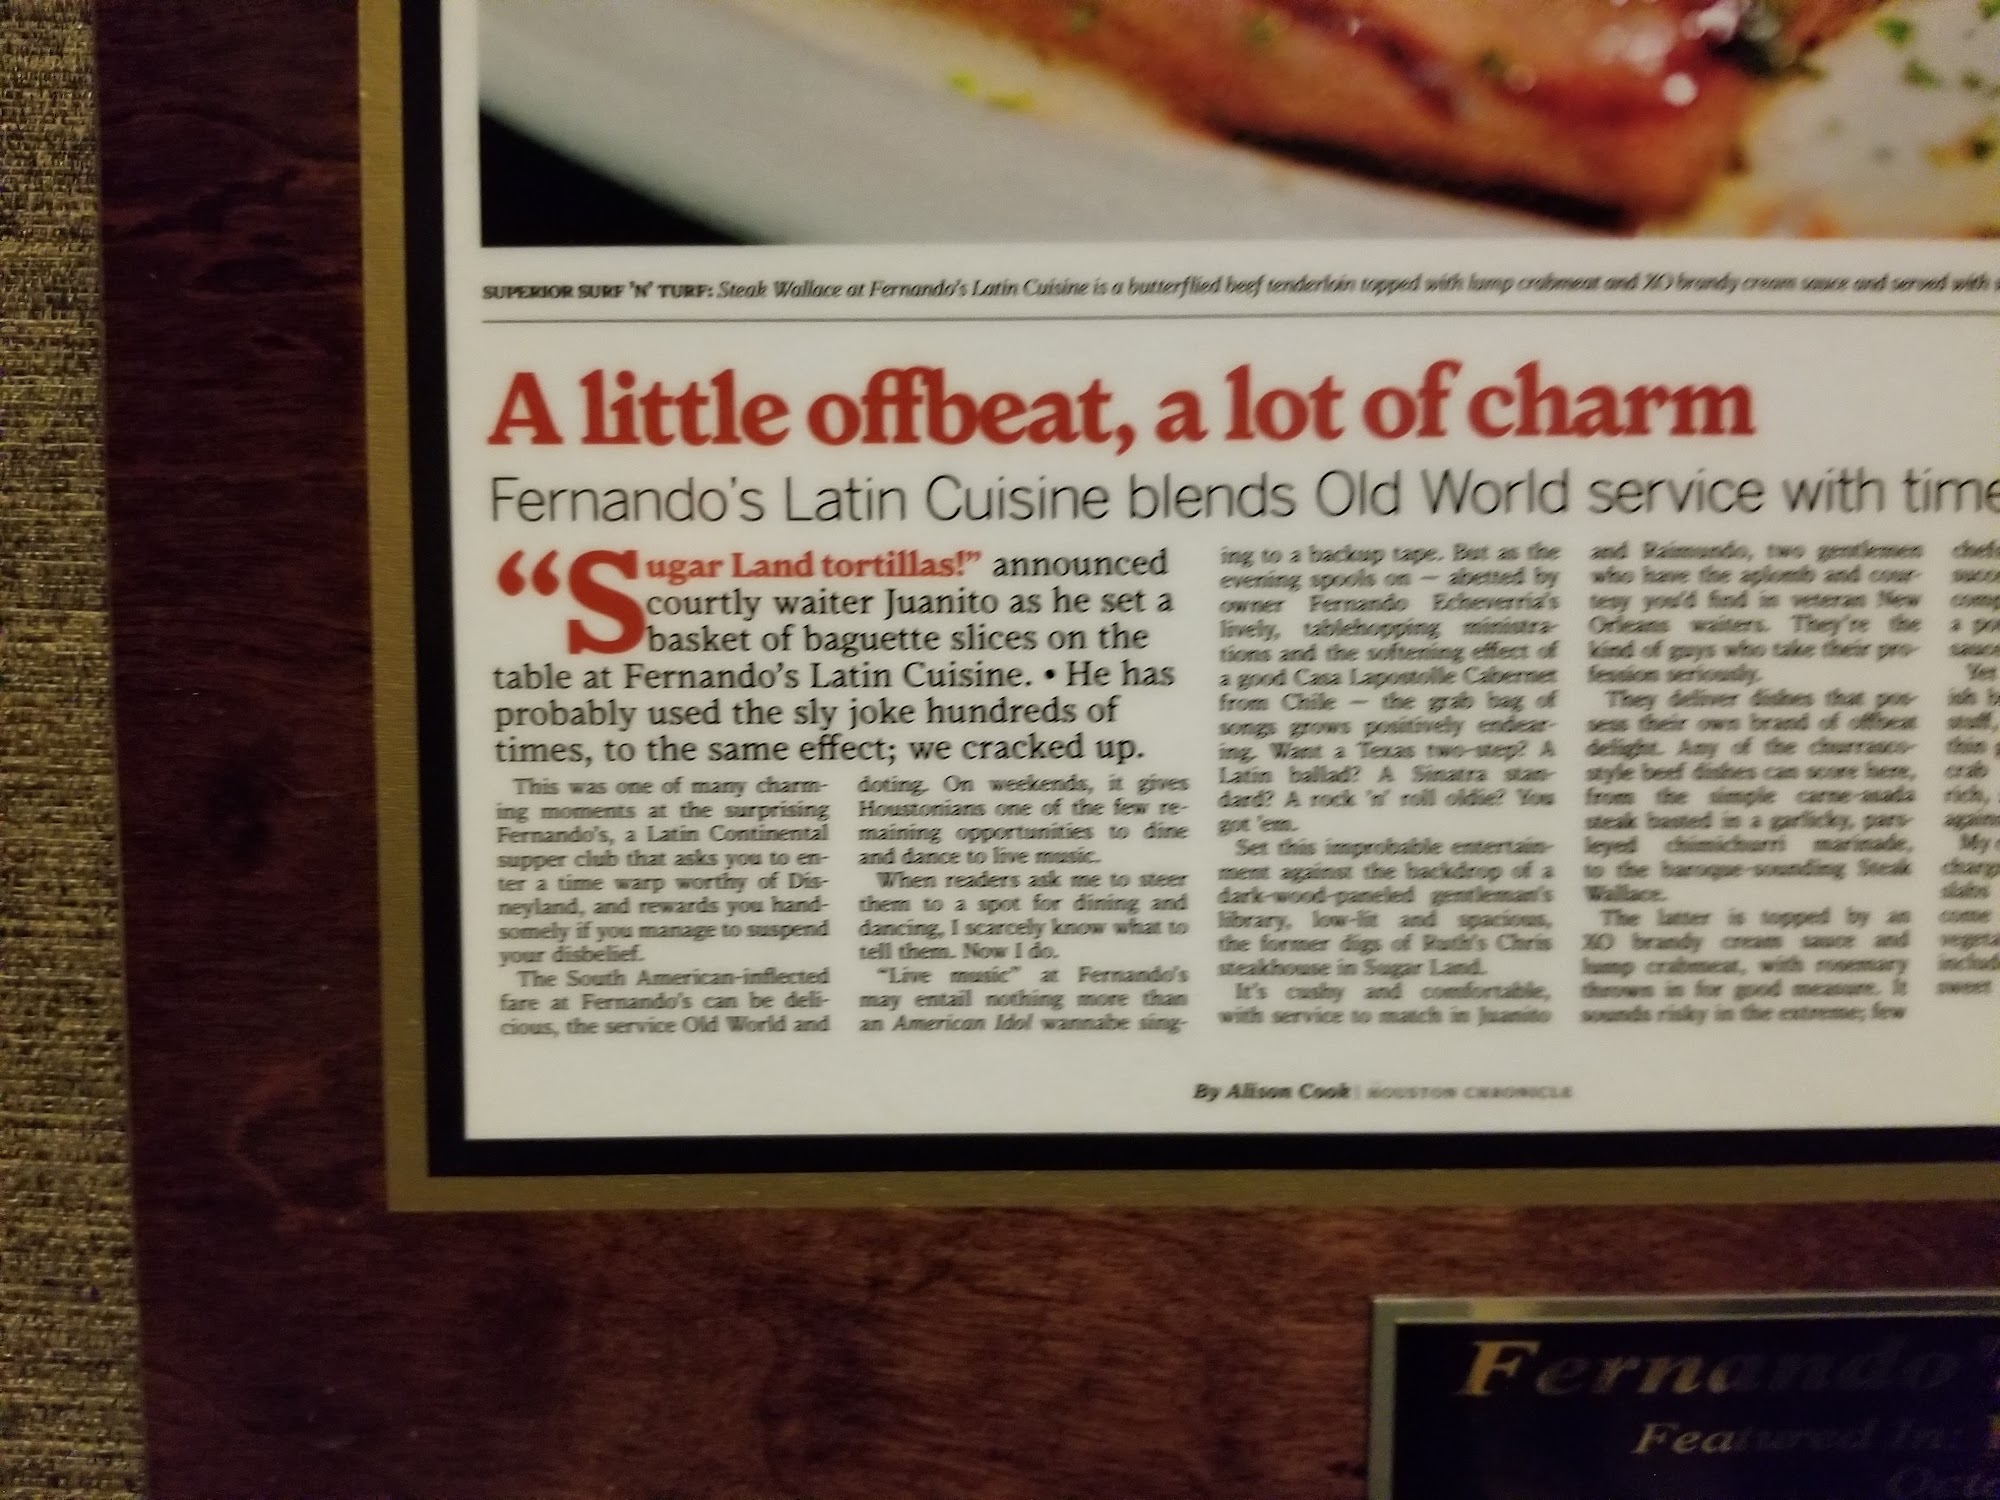 SUPERIOR SURF 'N' TURF: Steak Wallace at Fernando's Latin Cuisine is a butterflied beef tenderloin topped with lump crabmeat and XO brandy cream sauce and served with
A little offbeat, a lot of charm
Fernando's Latin Cuisine blends Old World service with time
“Sugar Land tortillas!” announced
courtly waiter Juanito as he set a
basket of baguette slices on the
table at Fernando's Latin Cuisine. • He has
probably used the sly joke hundreds of
times, to the same effect; we cracked up.
This was one of many charm-
ing moments at the surprising
Fernando's, a Latin Continental
supper club that asks you to en-
ter a time warp worthy of Dis-
neyland, and rewards you hand-
somely if you manage to suspend
your disbelief.
The South American-inflected
fare at Fernando's can be deli-
cious, the service Old World and
doting. On weekends, it gives
Houstonians one of the few re-
maining opportunities to dine
and dance to live music.
When readers ask me to steer
them to a spot for dining and
dancing, I scarcely know what to
tell them. Now I do.
“Live music” at Fernando's
may entail nothing more than
an American Idol wannabe sing-
ing to a backup tape. But as the
evening spools on — abetted by
owner Fernando Echeverria's
lively, tablehopping ministra-
tions and the softening effect of
a good Casa Lapostolle Cabernet
from Chile — the grab bag of
songs grows positively endear-
ing. Want a Texas two-step? A
Latin ballad? A Sinatra stan-
dard? A rock 'n' roll oldie? You
got 'em.
Set this improbable entertain-
ment against the backdrop of a
dark-wood-paneled gentleman's
library, low-lit and spacious,
the former digs of Ruth's Chris
steakhouse in Sugar Land.
It's cushy and comfortable,
with service to match in Juanito
and Raimundo, two gentlemen
who have the aplomb and cour-
tesy you'd find in veteran New
Orleans waiters. They're the
kind of guys who take their pro-
fession seriously.
They deliver dishes that pos-
sess their own brand of offbeat
delight. Any of the churrasco-
style beef dishes can score here,
from the simple carne-asada
steak basted in a garlicky, pars-
leyed chimichurri marinade,
to the baroque-sounding Steak
Wallace.
The latter is topped by an
XO brandy cream sauce and
lump crabmeat, with rosemary
thrown in for good measure. It
sounds risky in the extreme; few
a
Yet
ish
thin
crab
rich,
My
come
sweet
By Alison Cook | HOUSTON CHRONICLE
Fernando'
Featured In: